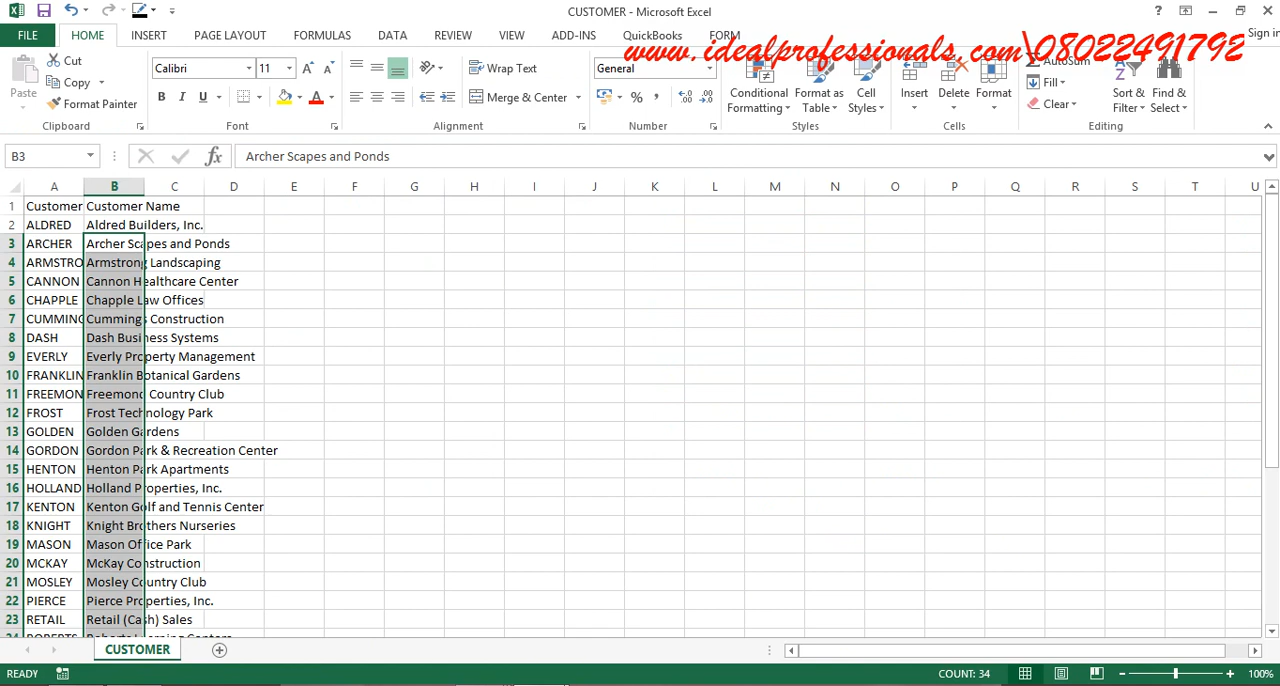 CUSTOMER - Microsoft Excel
?
Sign in
FILE HOME INSERT PAGE LAYOUT FORMULAS DATA REVIEW VIEW ADD-INS QuickBooks FORM
www.idealprofessionals.com\08022491792
Paste
Cut
Copy
Format Painter
Clipboard
Calibri 11
B I U
Font
Wrap Text
Merge & Center
Alignment
General
%
Number
Conditional Formatting
Format as Table
Cell Styles
Styles
Insert Delete Format
Cells
AutoSum
Fill
Clear
Sort & Filter
Find & Select
Editing
B3 fx Archer Scapes and Ponds
A B C D E F G H I J K L M N O P Q R S T U
1 Customer Customer Name
2 ALDRED Aldred Builders, Inc.
3 ARCHER Archer Scapes and Ponds
4 ARMSTRO Armstrong Landscaping
5 CANNON Cannon Healthcare Center
6 CHAPPLE Chapple Law Offices
7 CUMMING Cummings Construction
8 DASH Dash Business Systems
9 EVERLY Everly Property Management
10 FRANKLIN Franklin Botanical Gardens
11 FREEMON Freemond Country Club
12 FROST Frost Technology Park
13 GOLDEN Golden Gardens
14 GORDON Gordon Park & Recreation Center
15 HENTON Henton Park Apartments
16 HOLLAND Holland Properties, Inc.
17 KENTON Kenton Golf and Tennis Center
18 KNIGHT Knight Brothers Nurseries
19 MASON Mason Office Park
20 MCKAY McKay Construction
21 MOSLEY Mosley Country Club
22 PIERCE Pierce Properties, Inc.
23 RETAIL Retail (Cash) Sales
24 ROBERTS Roberts Learning Centers
CUSTOMER
READY COUNT: 34 100%